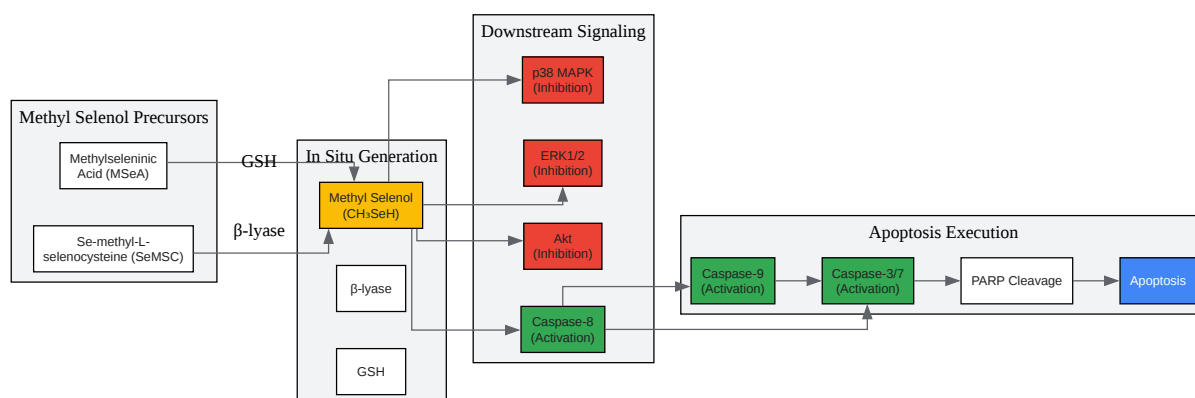 Methyl Selenol Precursors
Methylseleninic
Acid (MSeA)
Se-methyl-L-
selenocysteine (SeMSC)
GSH
β-lyase
In Situ Generation
Methyl Selenol
(CH₃SeH)
β-lyase
GSH
Downstream Signaling
p38 MAPK
(Inhibition)
ERK1/2
(Inhibition)
Akt
(Inhibition)
Caspase-8
(Activation)
Apoptosis Execution
Caspase-9
(Activation)
Caspase-3/7
(Activation)
PARP Cleavage
Apoptosis